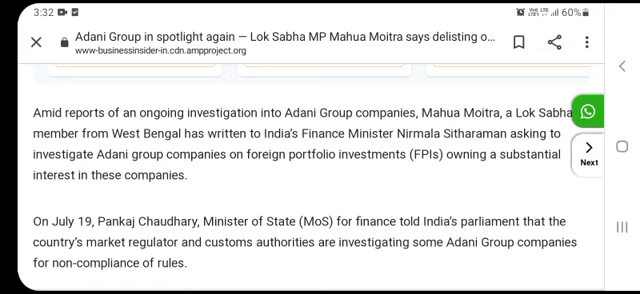 3:32
60%
Adani Group in spotlight again — Lok Sabha MP Mahua Moitra says delisting o...
www-businessinsider-in.cdn.ampproject.org
Amid reports of an ongoing investigation into Adani Group companies, Mahua Moitra, a Lok Sabha
member from West Bengal has written to India's Finance Minister Nirmala Sitharaman asking to
investigate Adani group companies on foreign portfolio investments (FPIs) owning a substantial
interest in these companies.
Next
On July 19, Pankaj Chaudhary, Minister of State (MoS) for finance told India's parliament that the
country's market regulator and customs authorities are investigating some Adani Group companies
for non-compliance of rules.